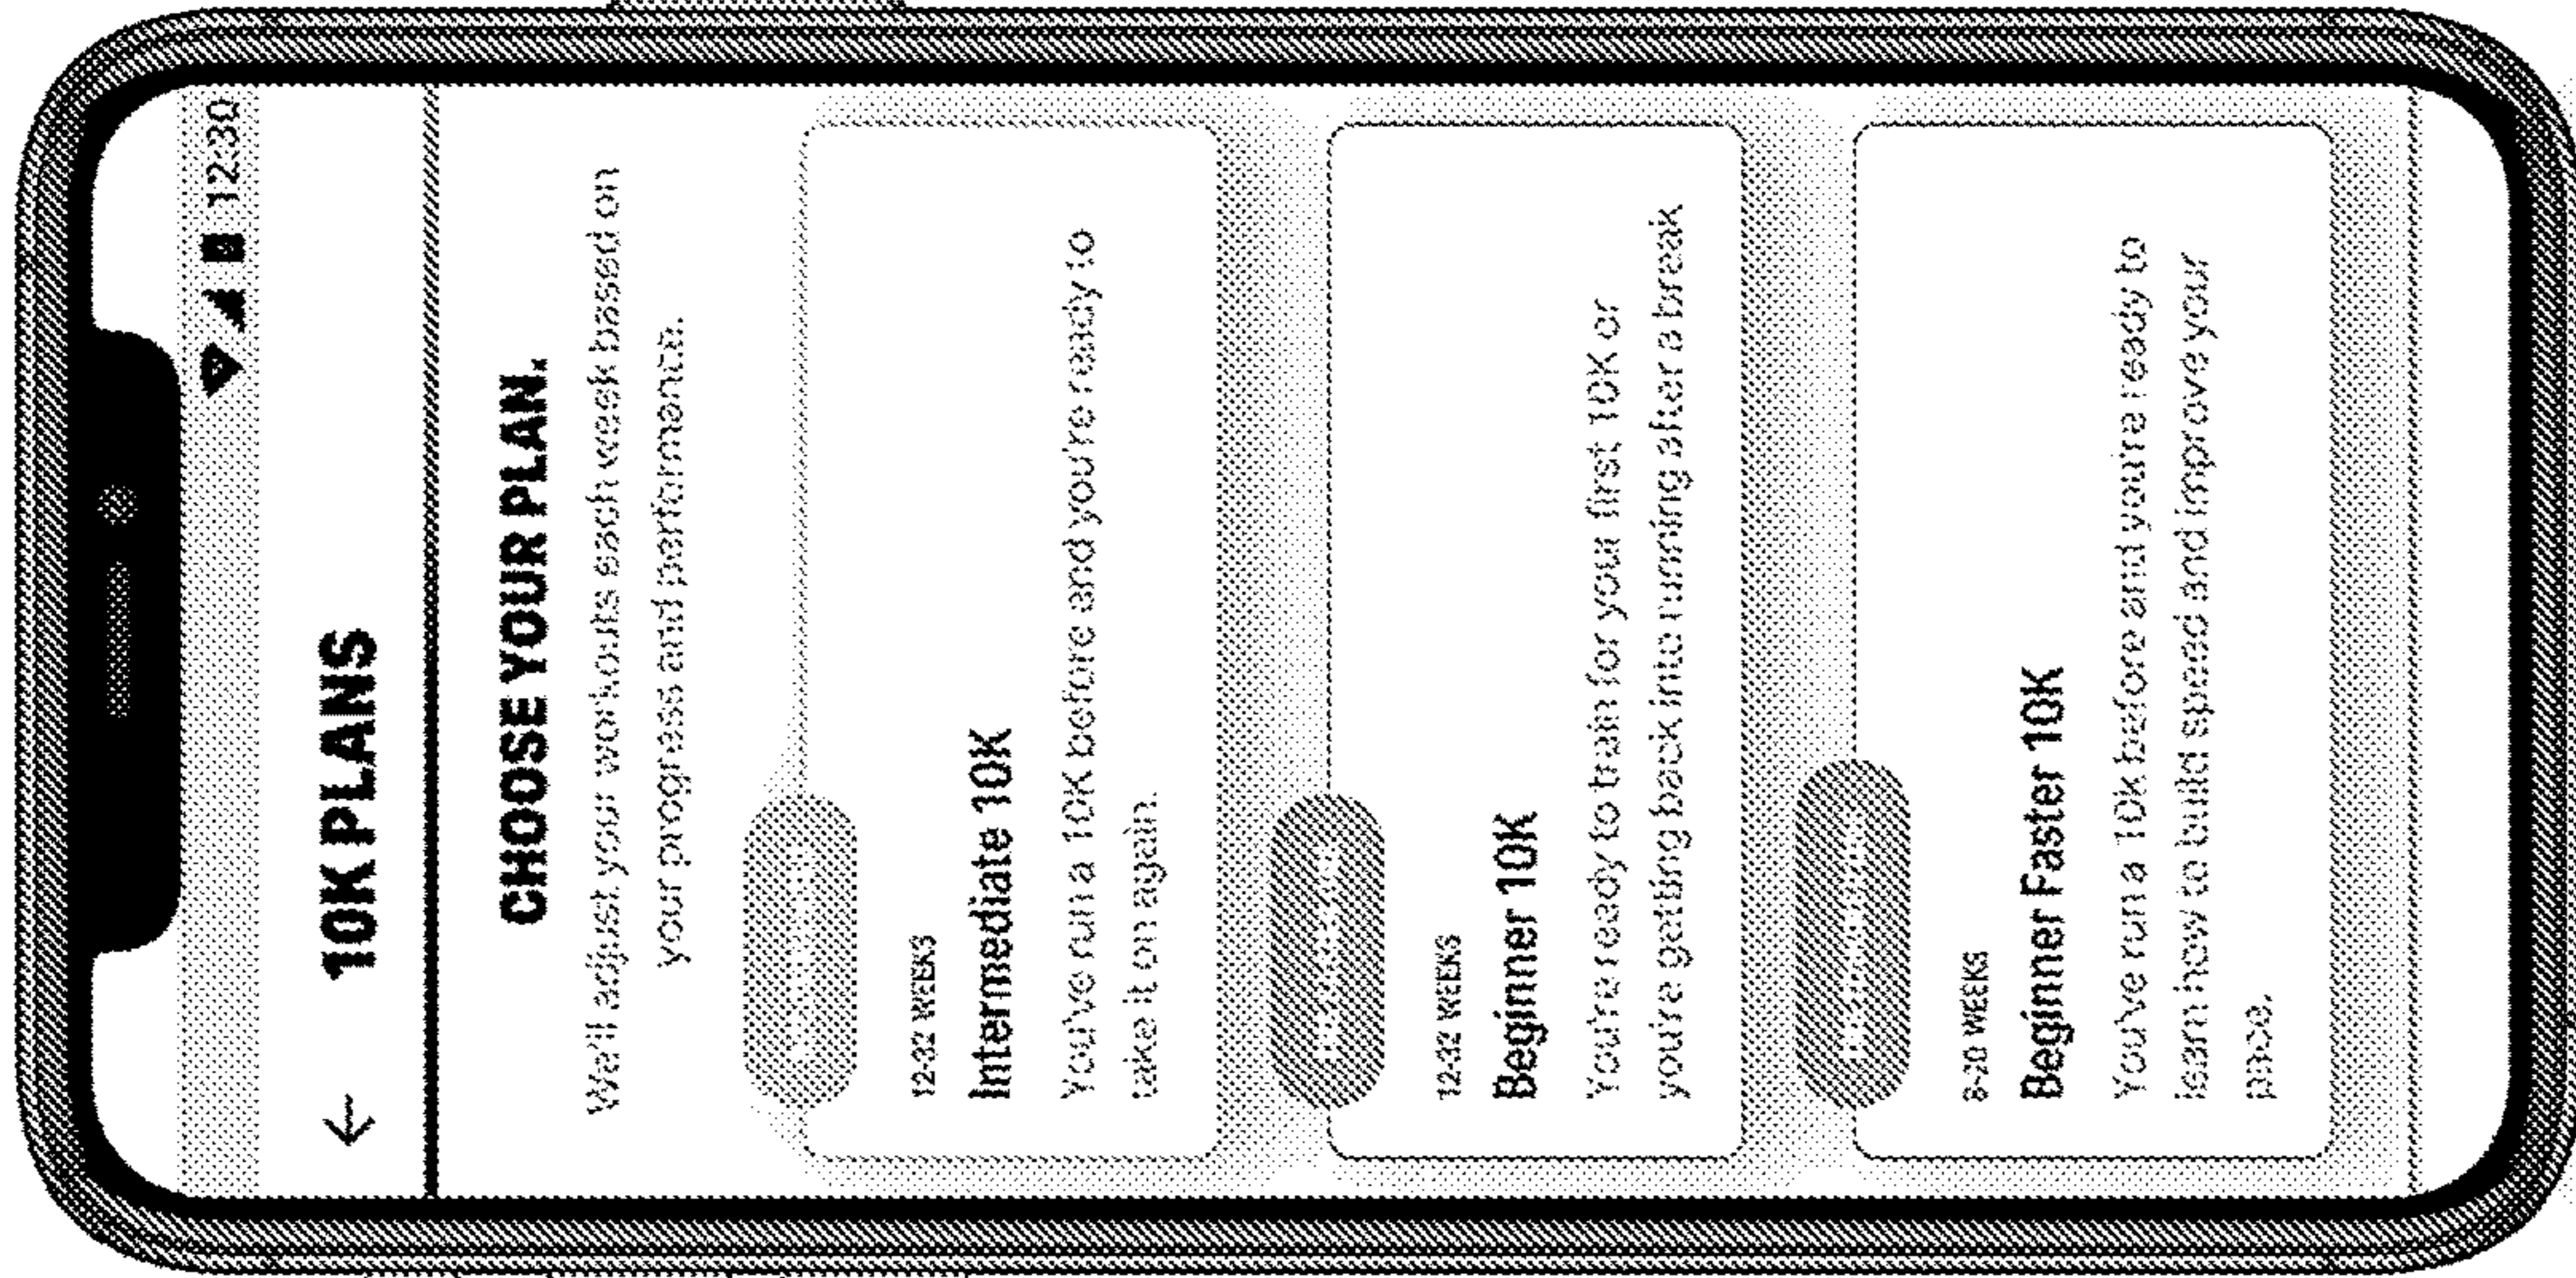 12:30
10K PLANS
CHOOSE YOUR PLAN.
We'll adjust your workouts each week based on
your progress and performance.
12-32 WEEKS
Intermediate 10K
You've run a 10K before and you're ready to
take it on again.
12-32 WEEKS
Beginner 10K
You're ready to train for your first 10K or
you're getting back into running after a break
8-20 WEEKS
Beginner Faster 10K
You've run a 10K before and you're ready to
learn how to build speed and improve your
pace.